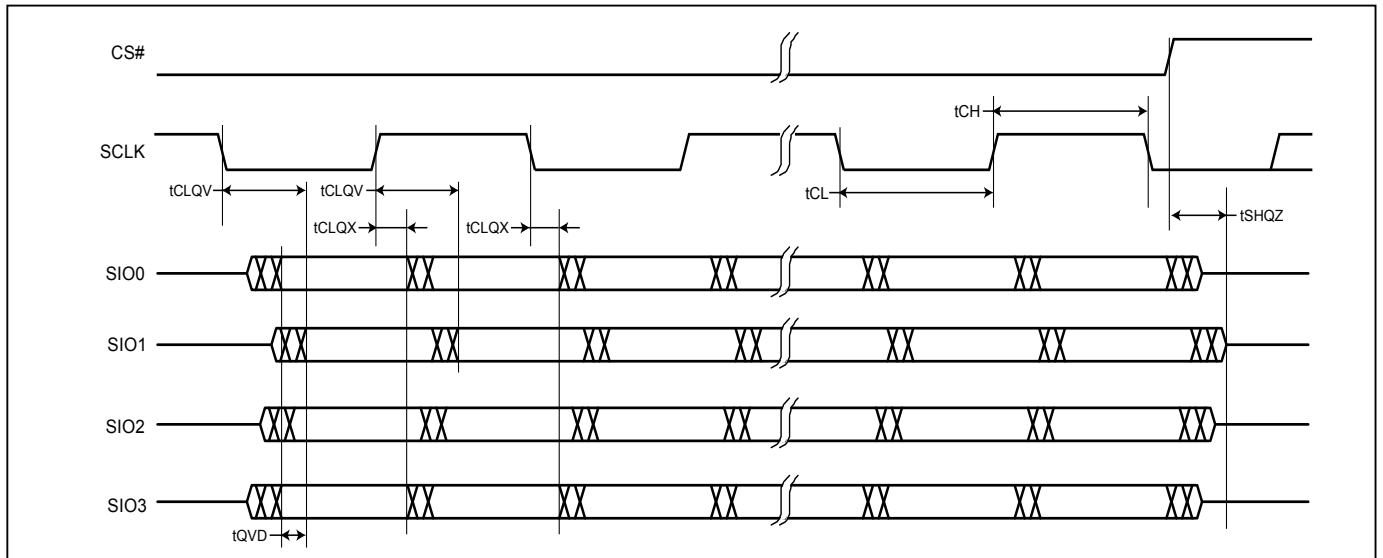 CS#
tCH
SCLK
tCLQV tCLQV
tCL
tSHQZ
tCLQX tCLQX
SIO0
SIO1
SIO2
SIO3
tQVD